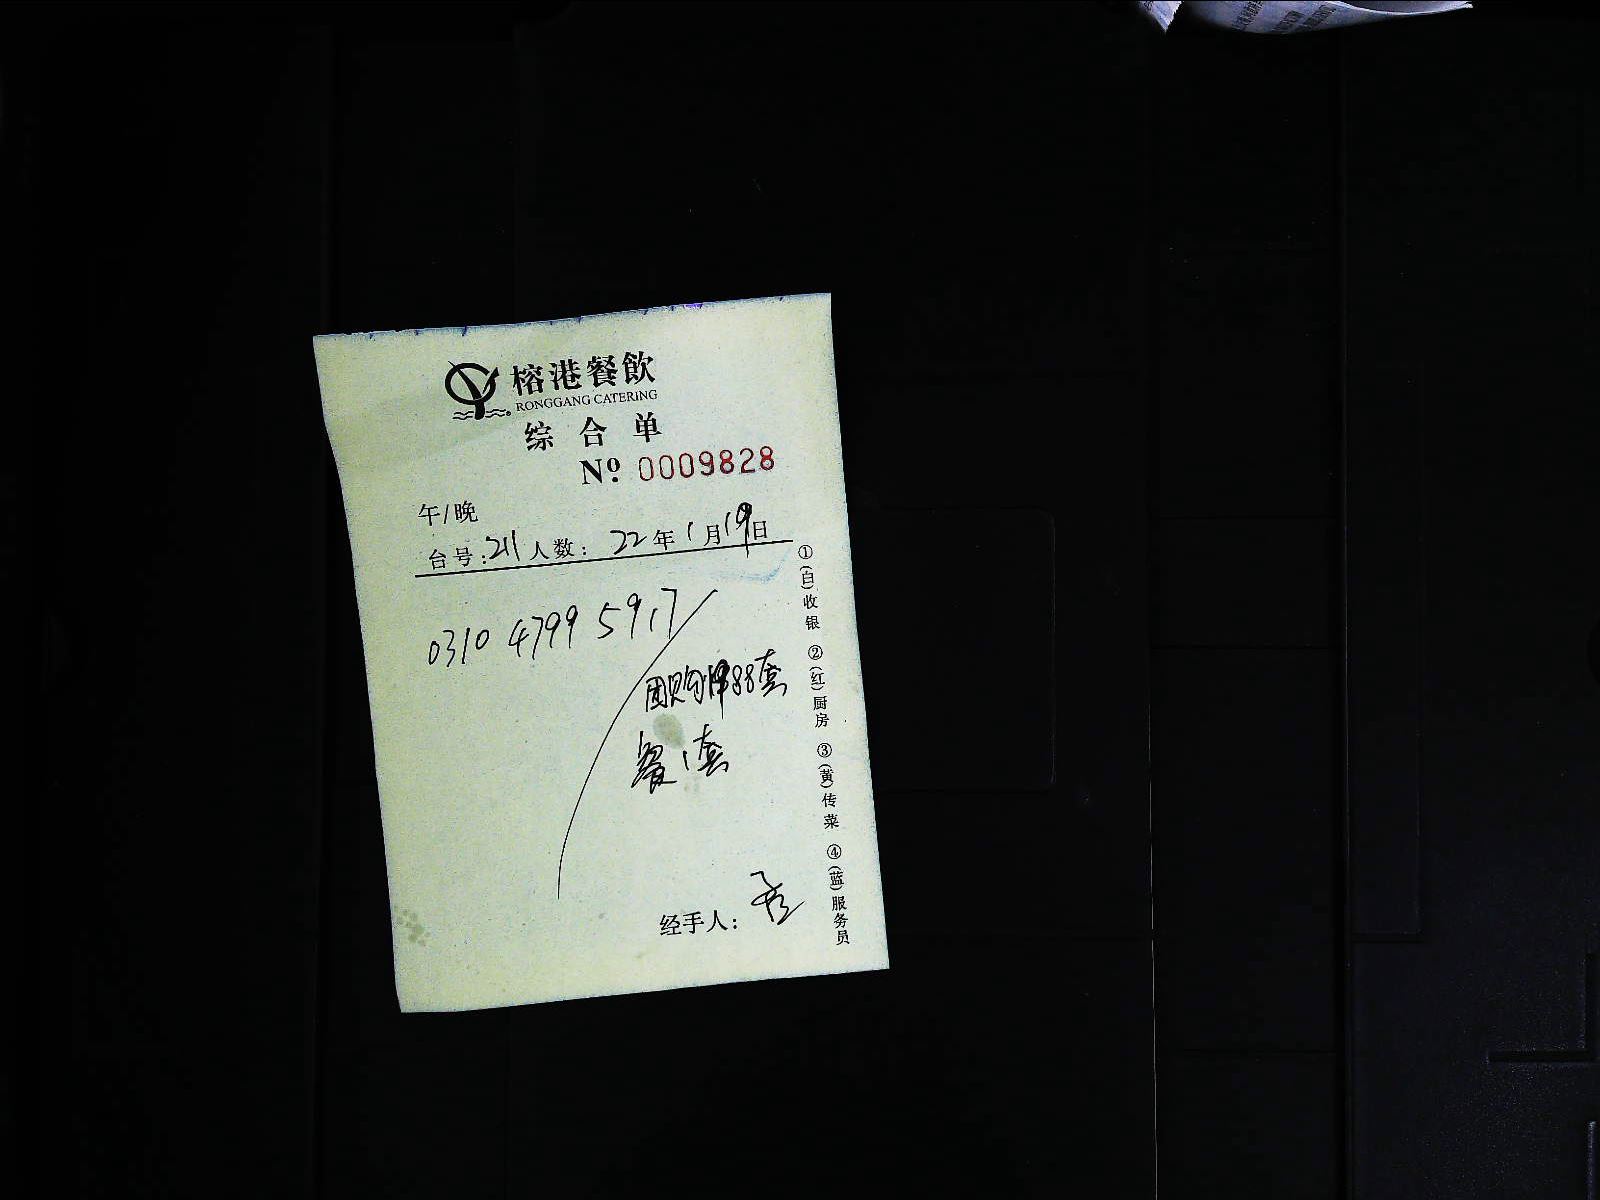 榕港餐飲
RONGGANG CATERING
综合单
Nº 0009828
午/晚
台号:211人数: 22年1月19日
0310 4799 5917
团购牌88套
餐1套
经手人:
①(白)收银 ②(红)厨房 ③(黄)传菜 ④(蓝)服务员